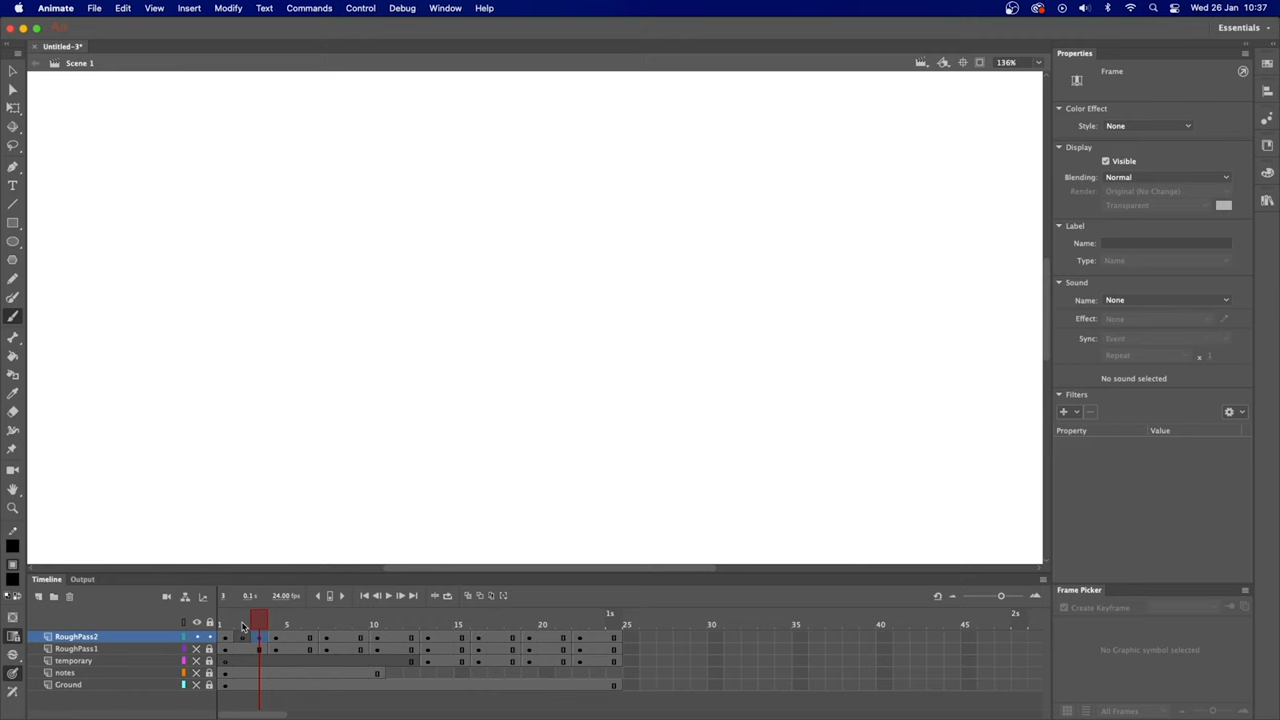 Animate File Edit View Insert Modify Text Commands Control Debug Window Help Wed 26 Jan 10:37
Essentials
Untitled-3*
Scene 1 136%
Properties
Frame
Color Effect
Style: None
Display
Visible
Blending: Normal
Render: Original (No Change)
Transparent
Label
Name:
Type: Name
Sound
Name: None
Effect: None
Sync: Event
Repeat x 1
No sound selected
Filters
Property Value
Timeline Output
3 0.1 s 24.00 fps
1s 2s
1 5 10 15 20 25 30 35 40 45
RoughPass2
RoughPass1
temporary
notes
Ground
Frame Picker
Create Keyframe
No Graphic symbol selected
All Frames